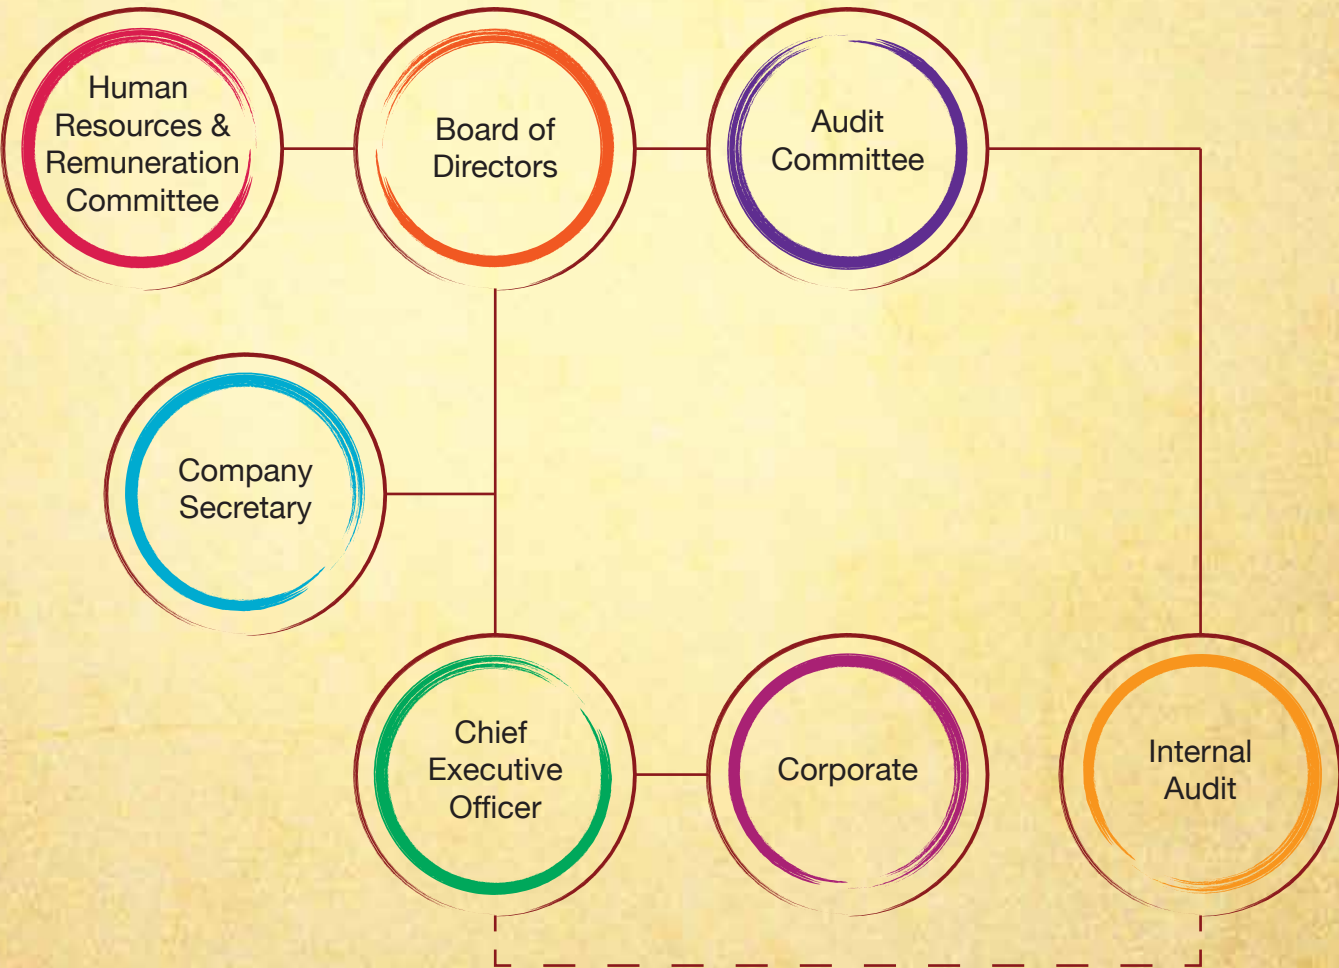 Human
Resources &
Remuneration
Committee
Board of
Directors
Audit
Committee
Company
Secretary
Chief
Executive
Officer
Corporate
Internal
Audit